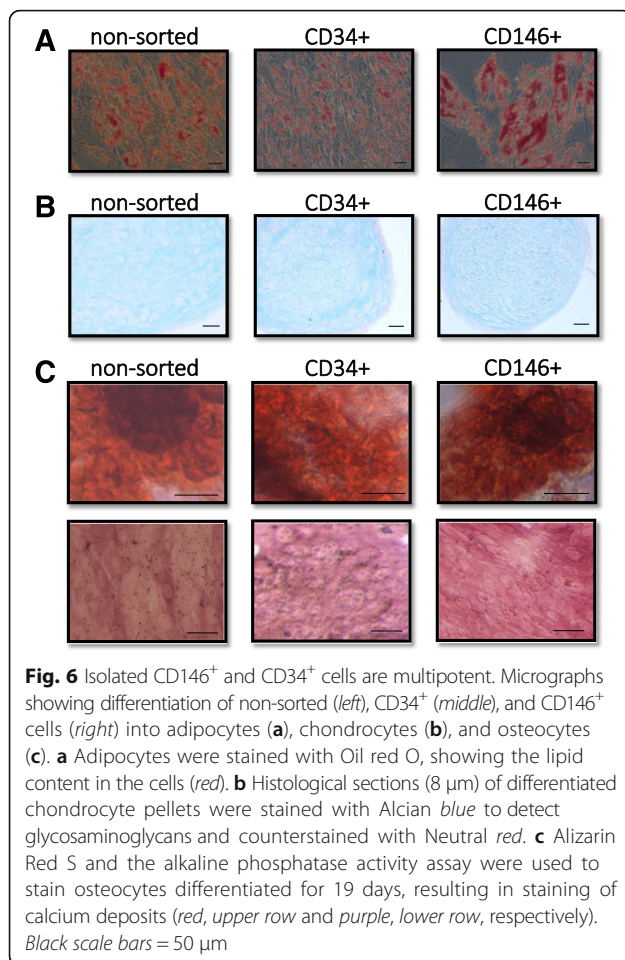 A non-sorted CD34+ CD146+
B non-sorted CD34+ CD146+
C non-sorted CD34+ CD146+
Fig. 6 Isolated CD146+ and CD34+ cells are multipotent. Micrographs
showing differentiation of non-sorted (left), CD34+ (middle), and CD146+
cells (right) into adipocytes (a), chondrocytes (b), and osteocytes
(c). a Adipocytes were stained with Oil red O, showing the lipid
content in the cells (red). b Histological sections (8 μm) of differentiated
chondrocyte pellets were stained with Alcian blue to detect
glycosaminoglycans and counterstained with Neutral red. c Alizarin
Red S and the alkaline phosphatase activity assay were used to
stain osteocytes differentiated for 19 days, resulting in staining of
calcium deposits (red, upper row and purple, lower row, respectively).
Black scale bars = 50 μm